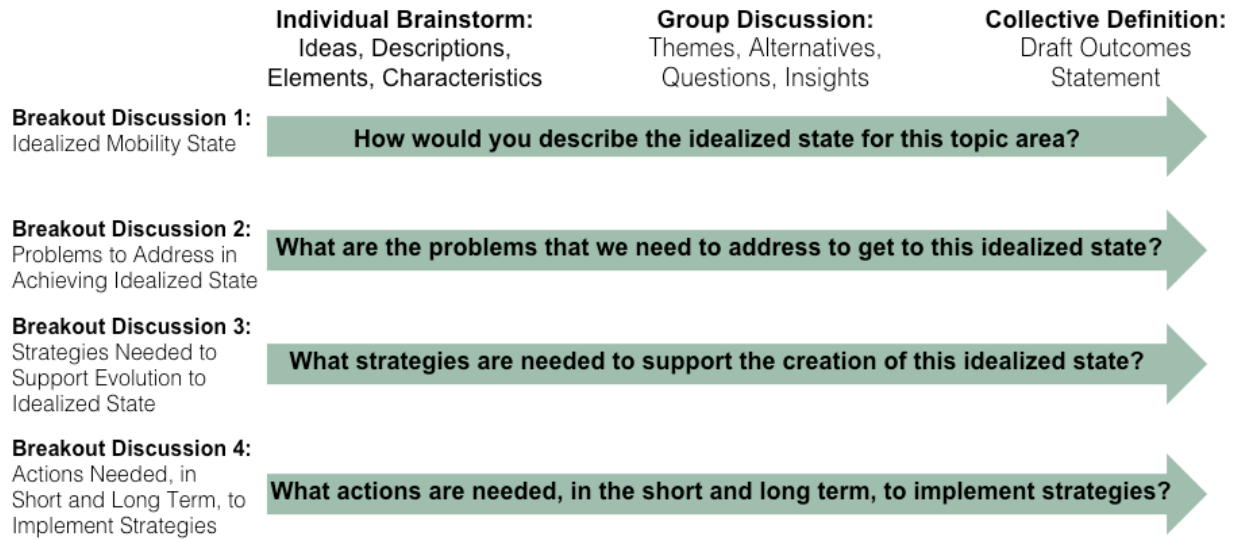 Individual Brainstorm:
Ideas, Descriptions,
Elements, Characteristics
Group Discussion:
Themes, Alternatives,
Questions, Insights
Collective Definition:
Draft Outcomes
Statement
Breakout Discussion 1:
Idealized Mobility State
How would you describe the idealized state for this topic area?
Breakout Discussion 2:
Problems to Address in
Achieving Idealized State
What are the problems that we need to address to get to this idealized state?
Breakout Discussion 3:
Strategies Needed to
Support Evolution to
Idealized State
What strategies are needed to support the creation of this idealized state?
Breakout Discussion 4:
Actions Needed, in
Short and Long Term, to
Implement Strategies
What actions are needed, in the short and long term, to implement strategies?